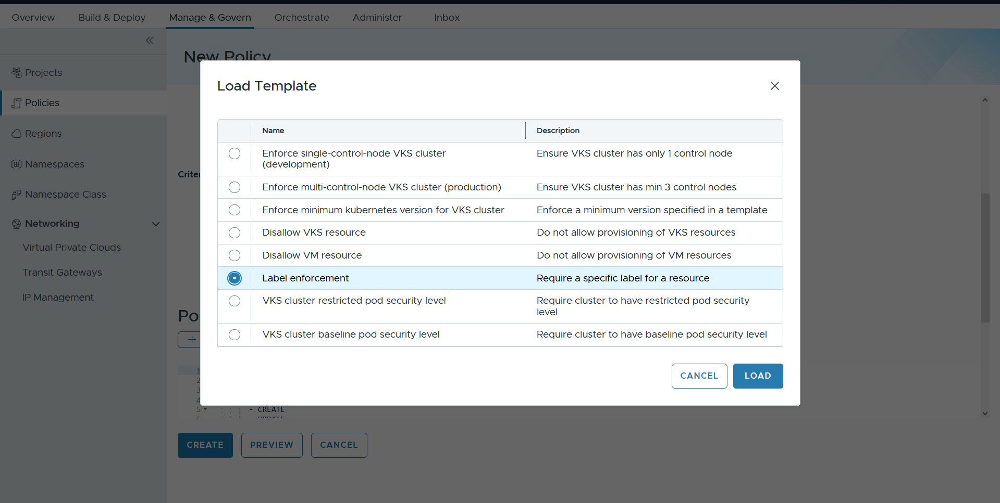 Overview Build & Deploy Manage & Govern Orchestrate Administer Inbox
New Policy
Projects
Policies
Regions
Namespaces
Namespace Class
Networking
Virtual Private Clouds
Transit Gateways
IP Management
Load Template
Name Description
Enforce single-control-node VKS cluster Ensure VKS cluster has only 1 control node
(development)
Enforce multi-control-node VKS cluster (production) Ensure VKS cluster has min 3 control nodes
Enforce minimum kubernetes version for VKS cluster Enforce a minimum version specified in a template
Disallow VKS resource Do not allow provisioning of VKS resources
Disallow VM resource Do not allow provisioning of VM resources
Label enforcement Require a specific label for a resource
VKS cluster restricted pod security level Require cluster to have restricted pod security
level
VKS cluster baseline pod security level Require cluster to have baseline pod security level
CANCEL LOAD
1
2
3
4
5 - CREATE
CREATE PREVIEW CANCEL